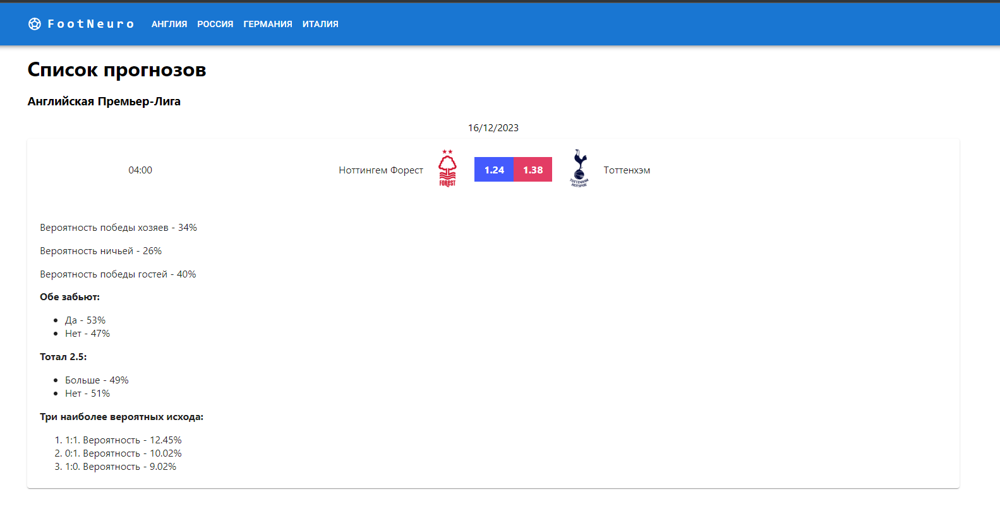 FootNeuro АНГЛИЯ РОССИЯ ГЕРМАНИЯ ИТАЛИЯ
Список прогнозов
Английская Премьер-Лига
16/12/2023
04:00 Ноттингем Форест FOREST 1.24 1.38 TOTTENHAM HOTSPUR Тоттенхэм
Вероятность победы хозяев - 34%
Вероятность ничьей - 26%
Вероятность победы гостей - 40%
Обе забьют:
Да - 53%
Нет - 47%
Тотал 2.5:
Больше - 49%
Нет - 51%
Три наиболее вероятных исхода:
1. 1:1. Вероятность - 12.45%
2. 0:1. Вероятность - 10.02%
3. 1:0. Вероятность - 9.02%